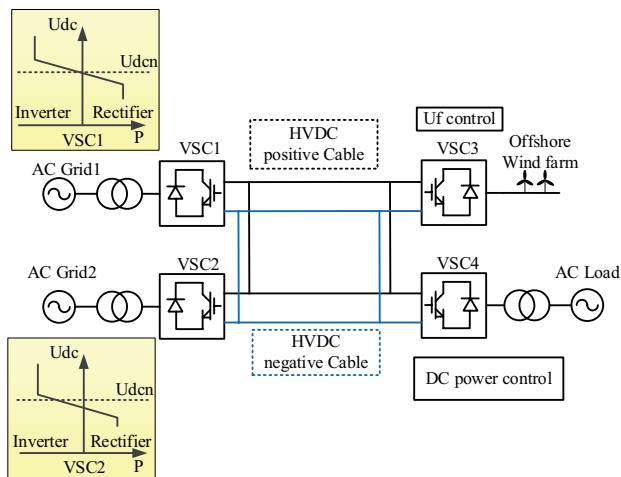 Udc
Udcn
Inverter
Rectifier
VSC1
P
AC Grid1
VSC1
HVDC
positive Cable
Uf control
VSC3
Offshore
Wind farm
AC Grid2
VSC2
VSC4
AC Load
HVDC
negative Cable
DC power control
Udc
Udcn
Inverter
Rectifier
VSC2
P